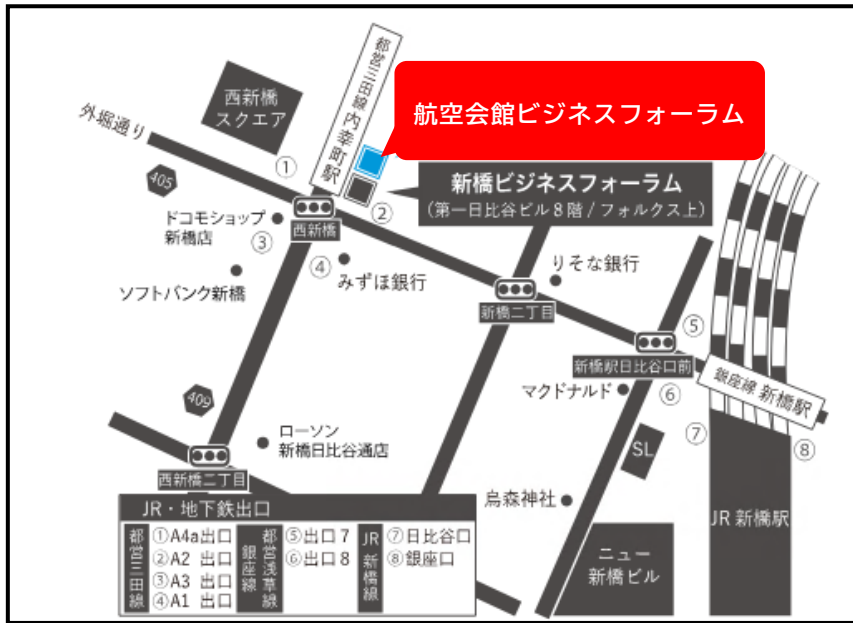 外堀通り
西新橋
スクエア
都営三田線内幸町駅
航空会館ビジネスフォーラム
新橋ビジネスフォーラム
(第一日比谷ビル8階/フォルクス上)
405
①
②
ドコモショップ
新橋店
③
西新橋
④
みずほ銀行
ソフトバンク新橋
りそな銀行
新橋二丁目
⑤
新橋駅日比谷口前
銀座線 新橋駅
マクドナルド
⑥
409
⑦
⑧
ローソン
新橋日比谷通店
SL
西新橋二丁目
烏森神社
JR 新橋駅
ニュー
新橋ビル
JR・地下鉄出口
都営三田線
①A4a出口
②A2 出口
③A3 出口
④A1 出口
都営浅草線
銀座線
⑤出口7
⑥出口8
JR新橋線
⑦日比谷口
⑧銀座口